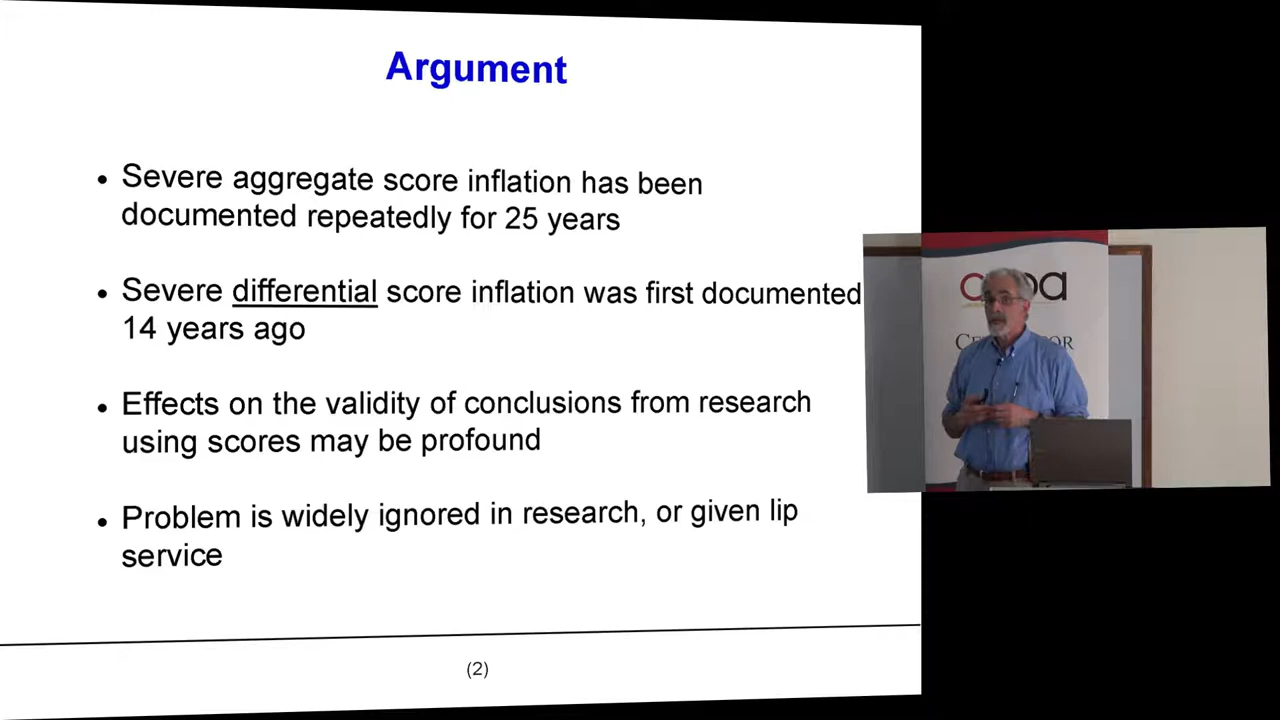 Argument
• Severe aggregate score inflation has been
documented repeatedly for 25 years
• Severe differential score inflation was first documented
14 years ago
• Effects on the validity of conclusions from research
using scores may be profound
• Problem is widely ignored in research, or given lip
service
(2)